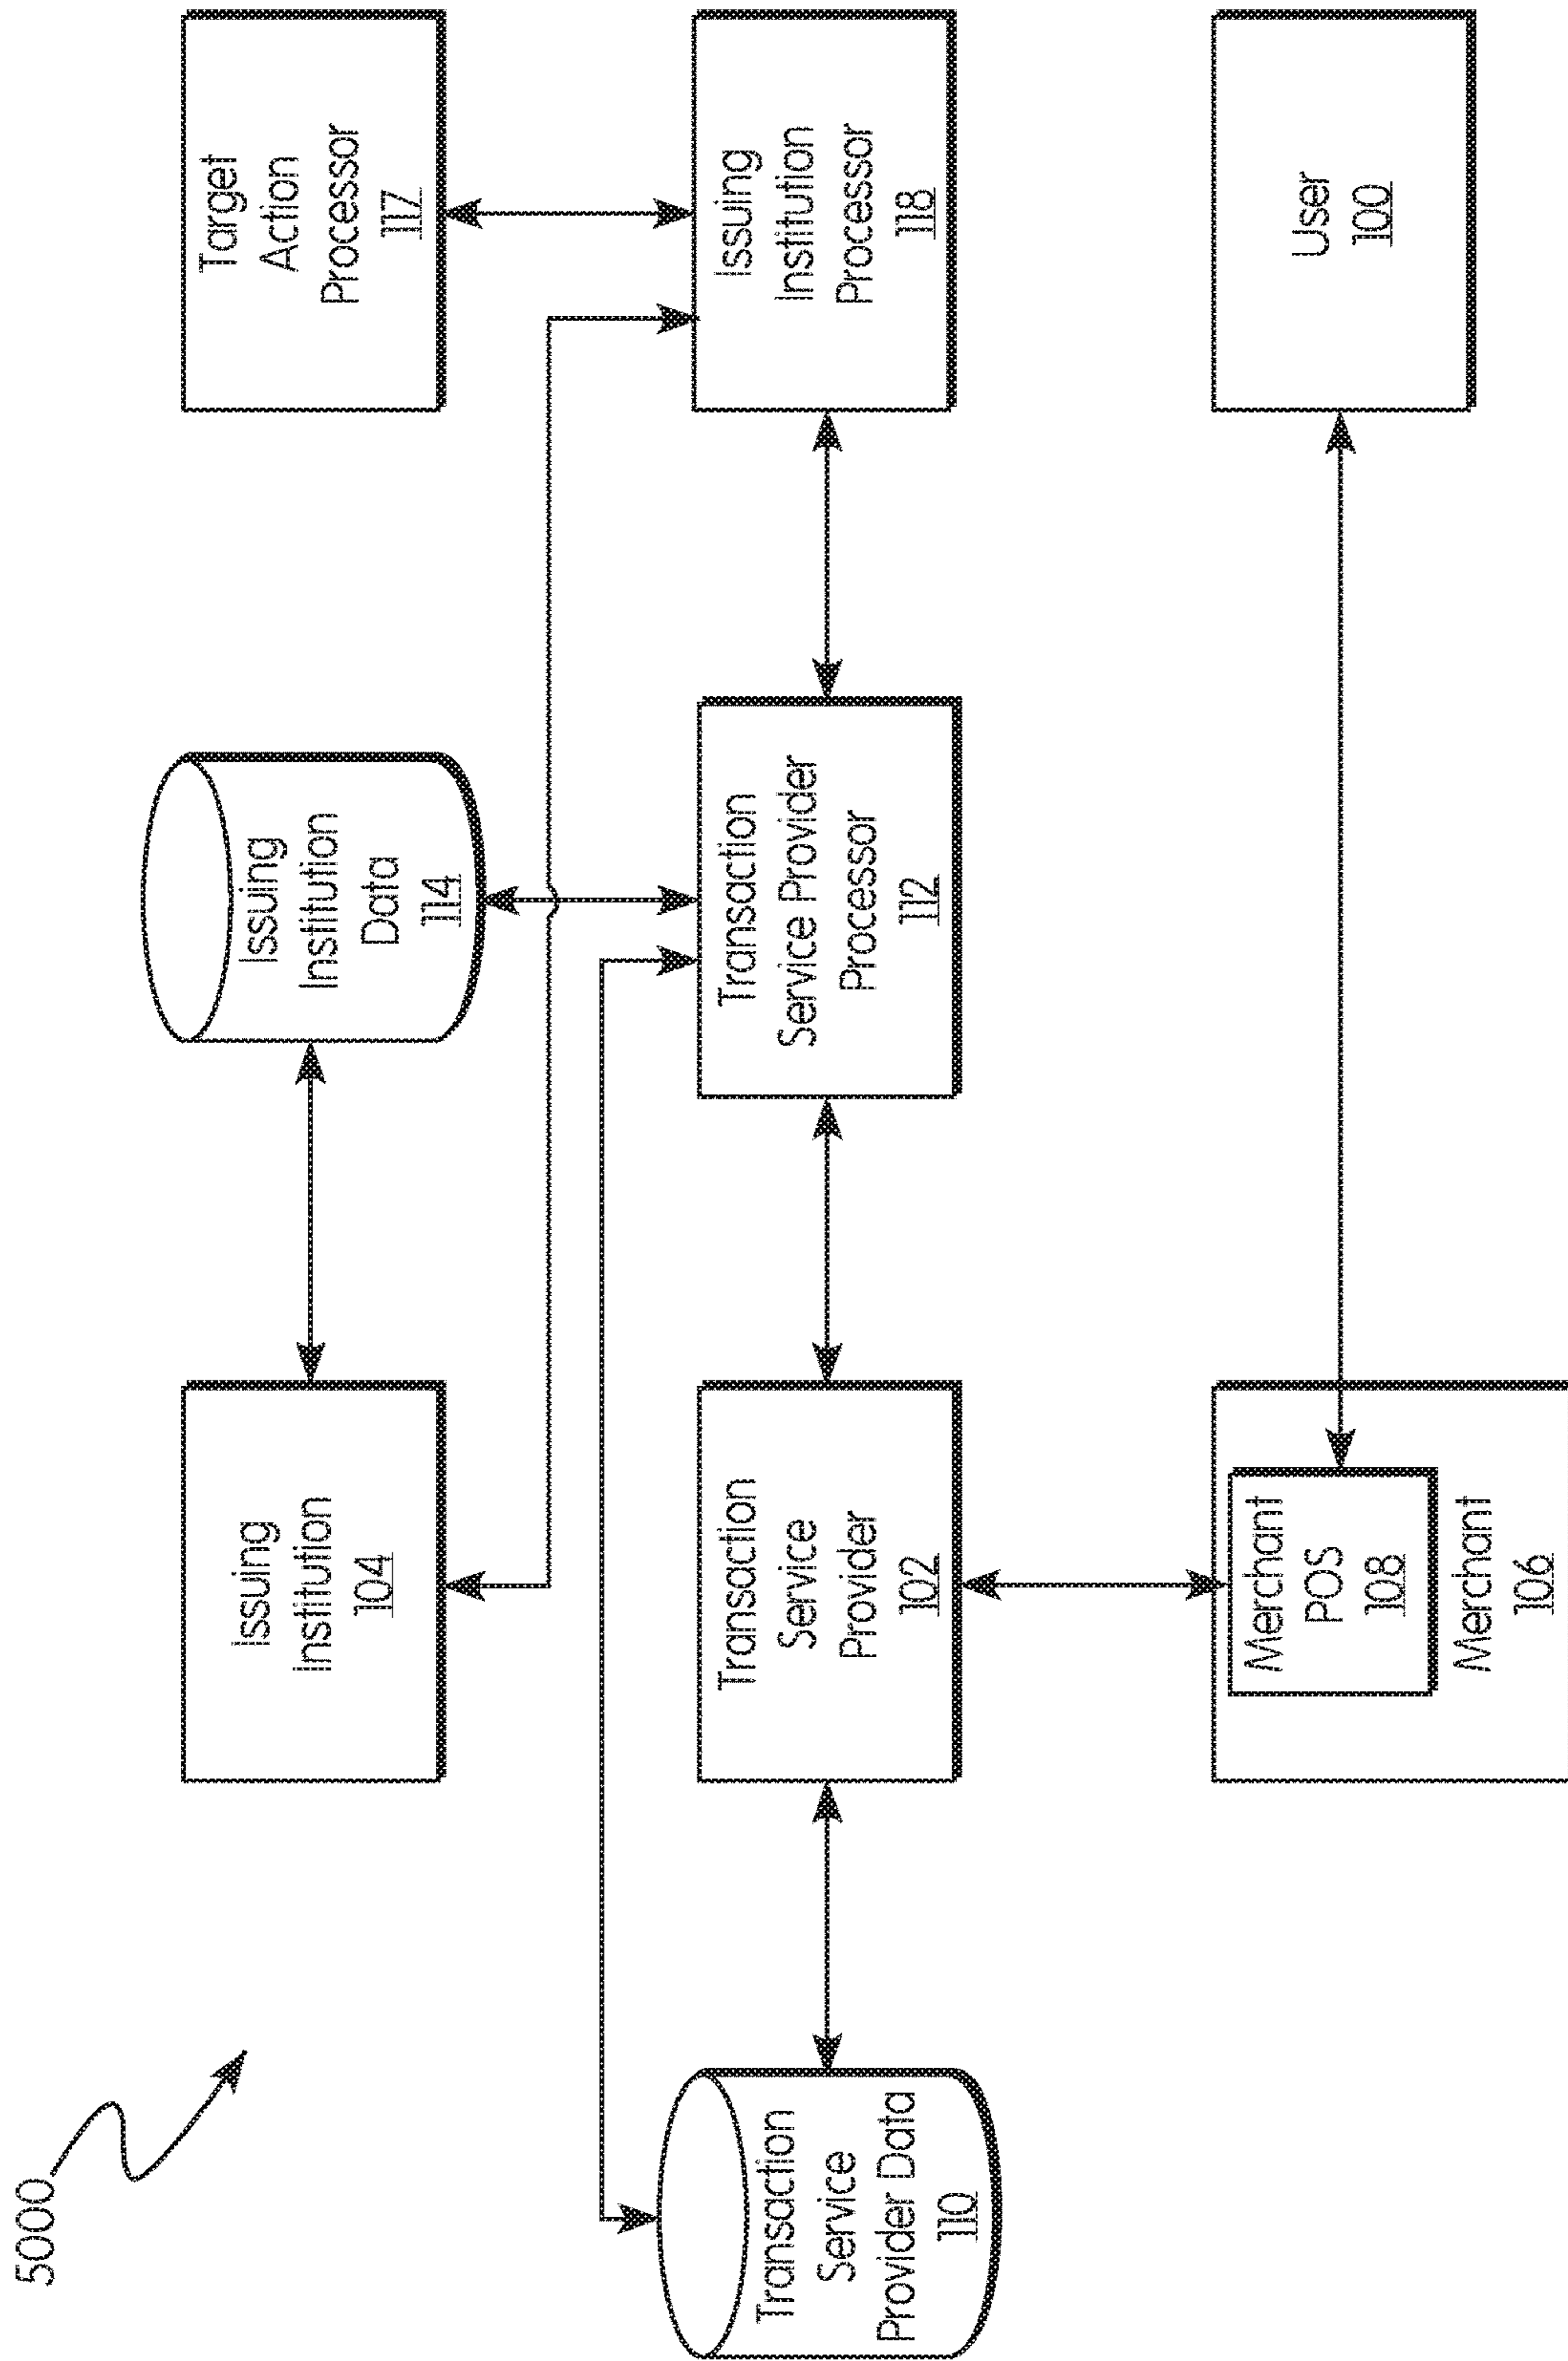 5000
Issuing
Institution
104
Issuing
Institution
Data
114
Target
Action
Processor
117
Transaction
Service
Provider Data
110
Transaction
Service
Provider
102
Transaction
Service Provider
Processor
112
Issuing
Institution
Processor
118
Merchant
POS
108
Merchant
106
User
100